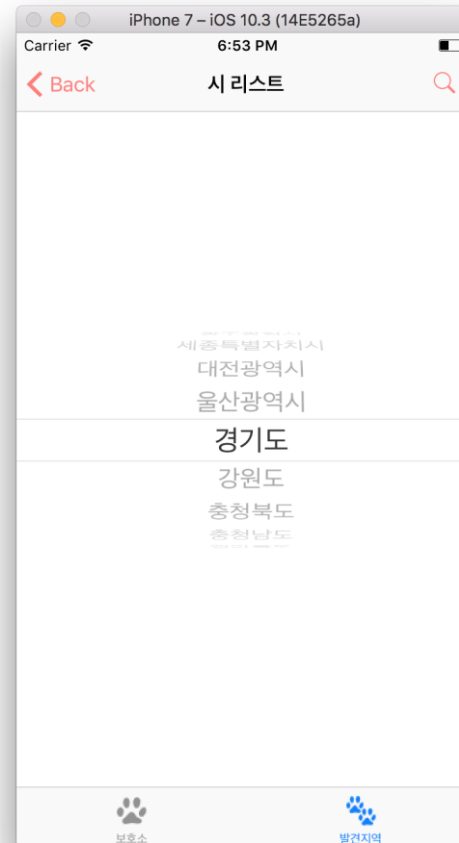 iPhone 7 – iOS 10.3 (14E5265a)
Carrier 6:53 PM
Back 시 리스트
세종특별자치시
대전광역시
울산광역시
경기도
강원도
충청북도
충청남도
보호소 발견지역